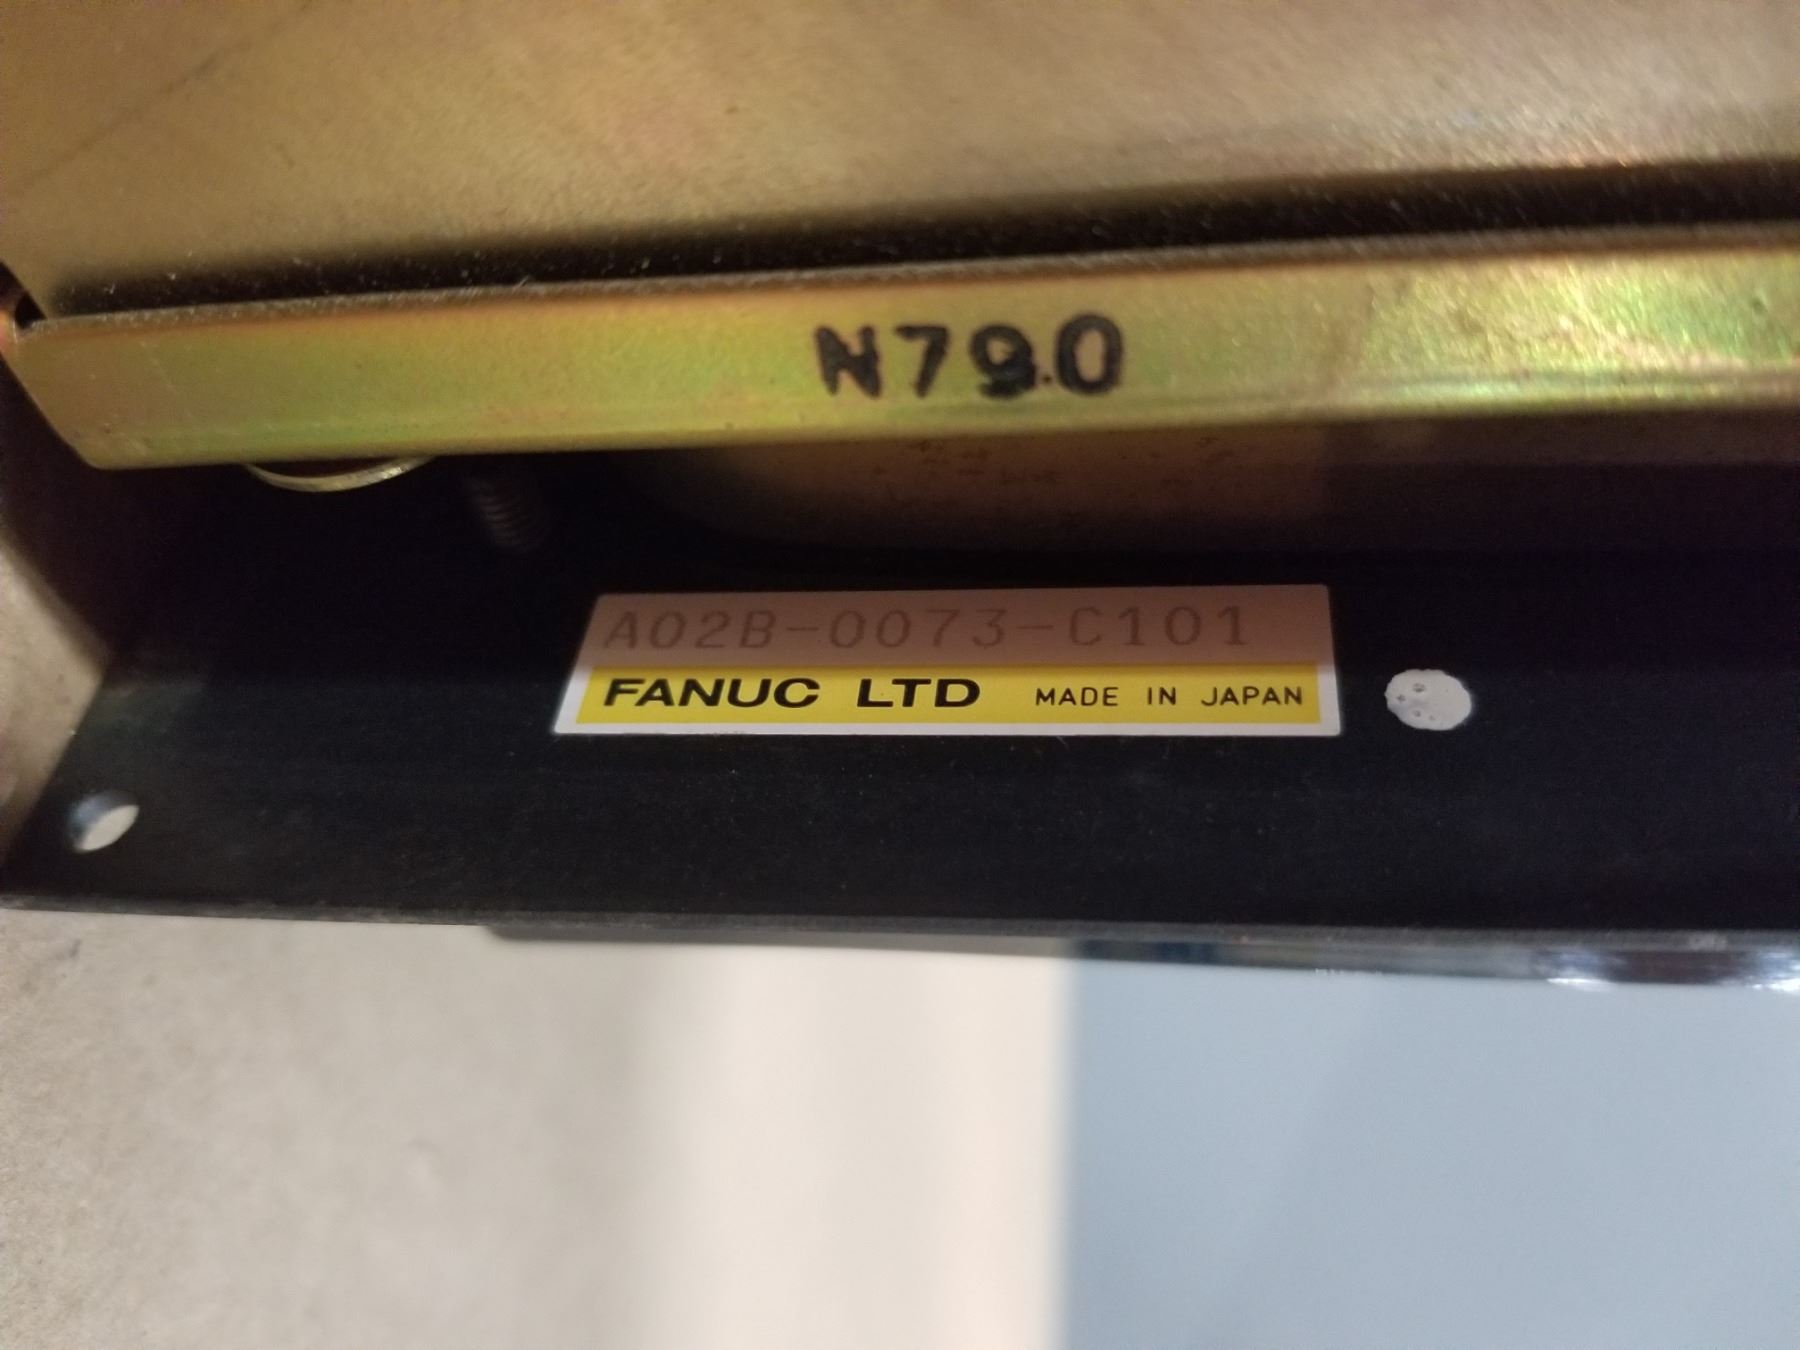 N790
A02B-0073-C101
FANUC LTD MADE IN JAPAN